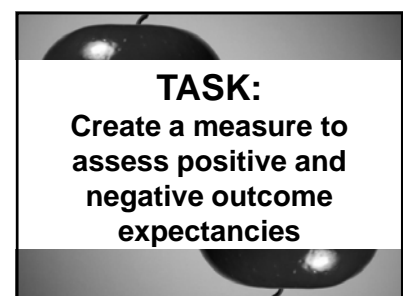 TASK:
Create a measure to
assess positive and
negative outcome
expectancies